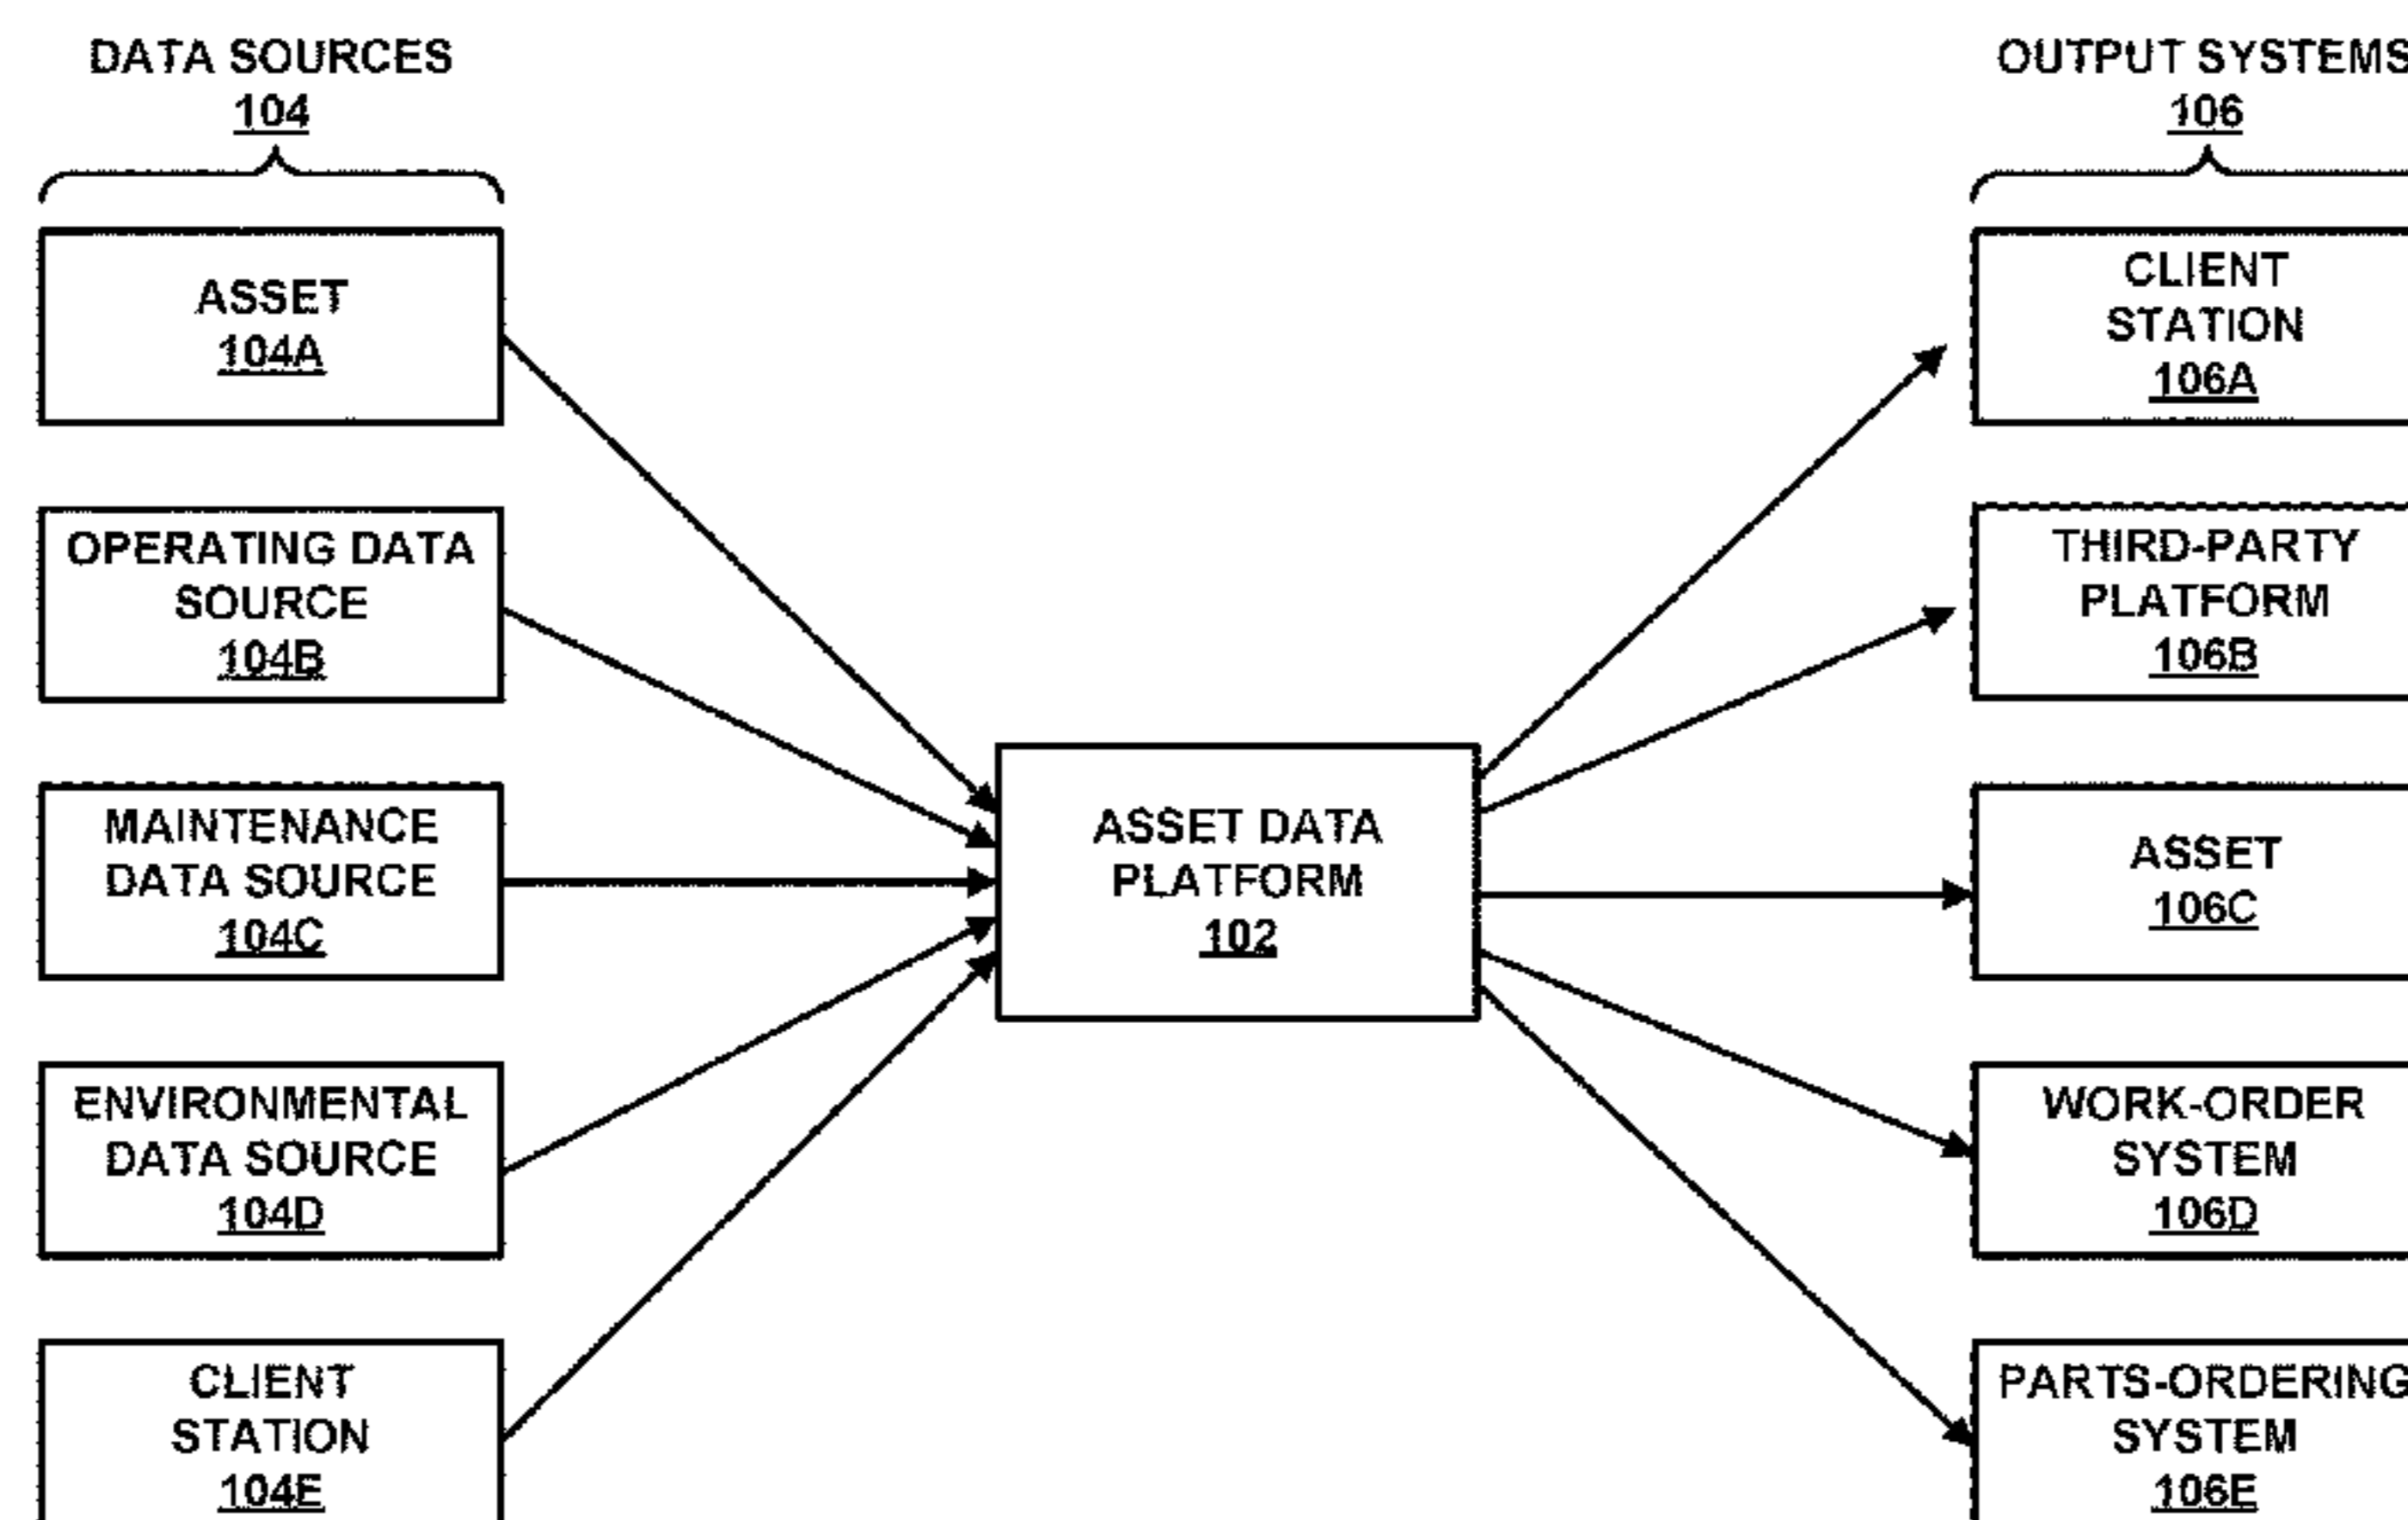 DATA SOURCES
104
ASSET
104A
OPERATING DATA
SOURCE
104B
MAINTENANCE
DATA SOURCE
104C
ENVIRONMENTAL
DATA SOURCE
104D
CLIENT
STATION
104E
ASSET DATA
PLATFORM
102
OUTPUT SYSTEMS
106
CLIENT
STATION
106A
THIRD-PARTY
PLATFORM
106B
ASSET
106C
WORK-ORDER
SYSTEM
106D
PARTS-ORDERING
SYSTEM
106E